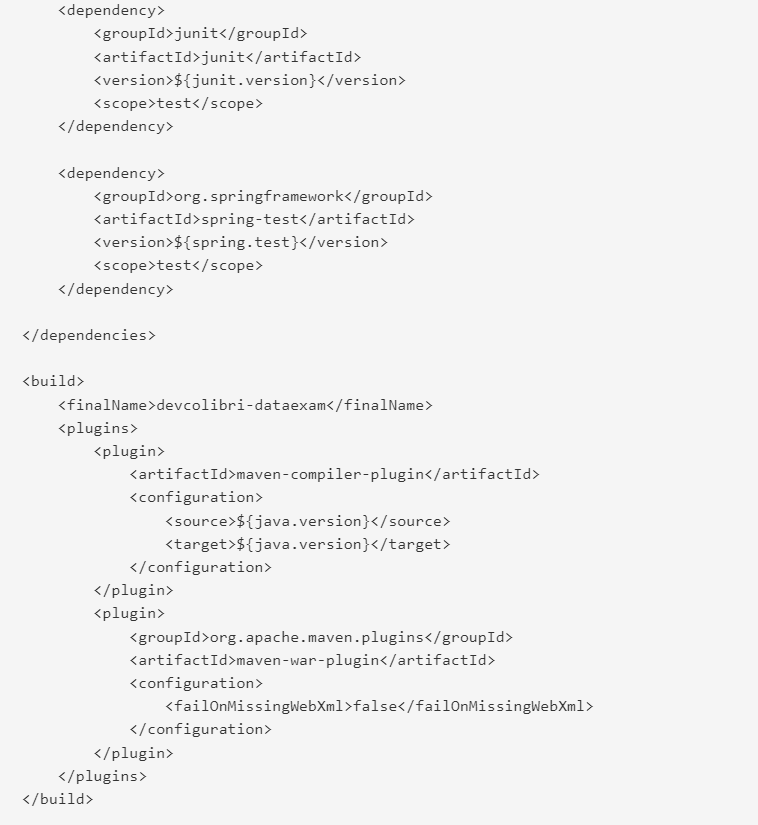 <dependency>
<groupId>junit</groupId>
<artifactId>junit</artifactId>
<version>${junit.version}</version>
<scope>test</scope>
</dependency>
<dependency>
<groupId>org.springframework</groupId>
<artifactId>spring-test</artifactId>
<version>${spring.test}</version>
<scope>test</scope>
</dependency>
</dependencies>
<build>
<finalName>devcolibri-dataexam</finalName>
<plugins>
<plugin>
<artifactId>maven-compiler-plugin</artifactId>
<configuration>
<source>${java.version}</source>
<target>${java.version}</target>
</configuration>
</plugin>
<plugin>
<groupId>org.apache.maven.plugins</groupId>
<artifactId>maven-war-plugin</artifactId>
<configuration>
<failOnMissingWebXml>false</failOnMissingWebXml>
</configuration>
</plugin>
</plugins>
</build>